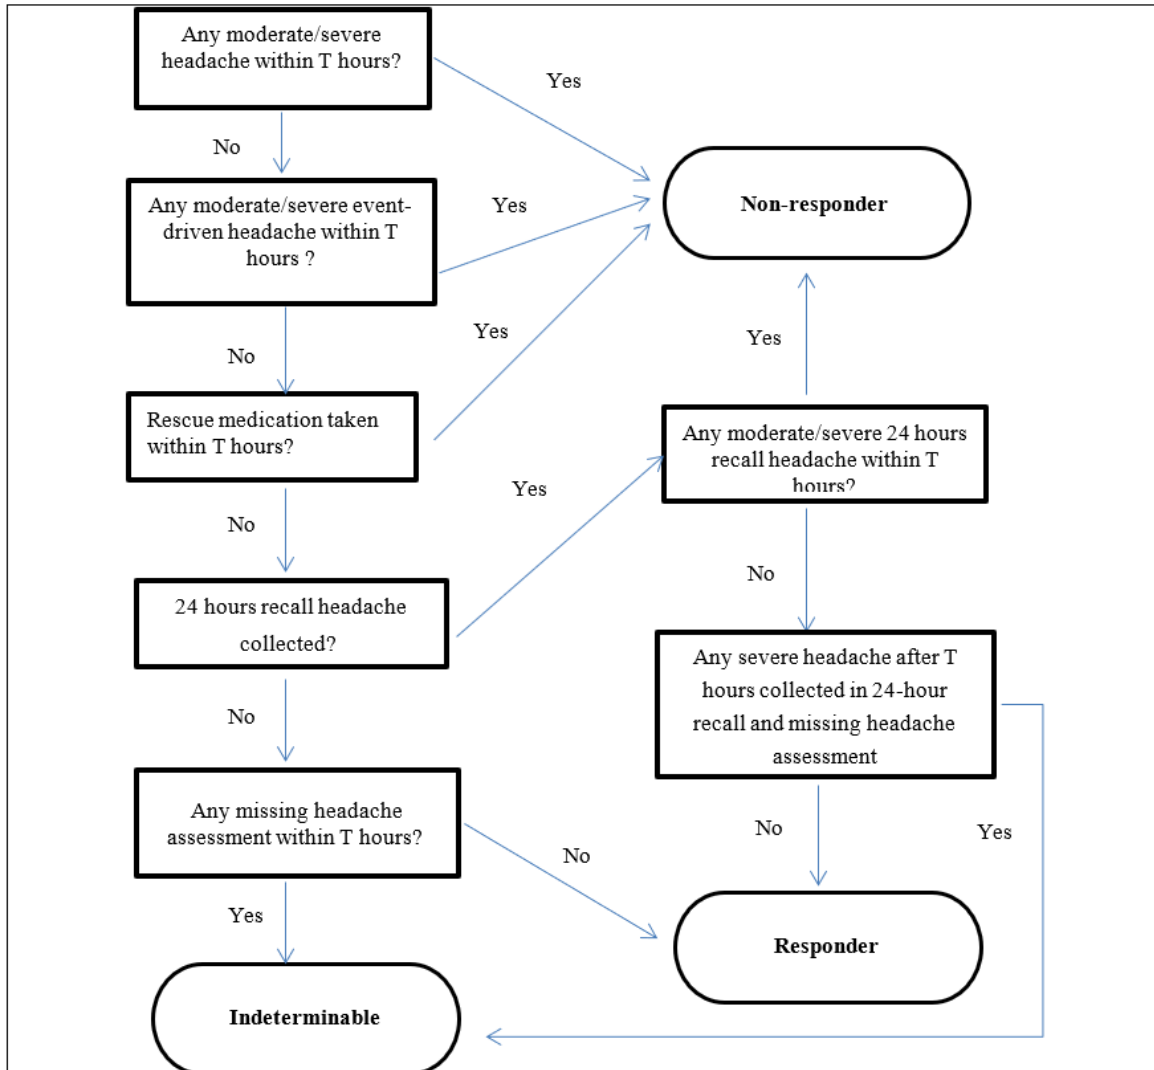 Any moderate/severe
headache within T hours?
Yes
No
Any moderate/severe event-
driven headache within T
hours ?
Yes
Non-responder
No
Yes
Yes
Rescue medication taken
within T hours?
Any moderate/severe 24 hours
recall headache within T
hours?
Yes
No
No
24 hours recall headache
collected?
Any severe headache after T
hours collected in 24-hour
recall and missing headache
assessment
No
Any missing headache
assessment within T hours?
No
No
Yes
Yes
Responder
Indeterminable